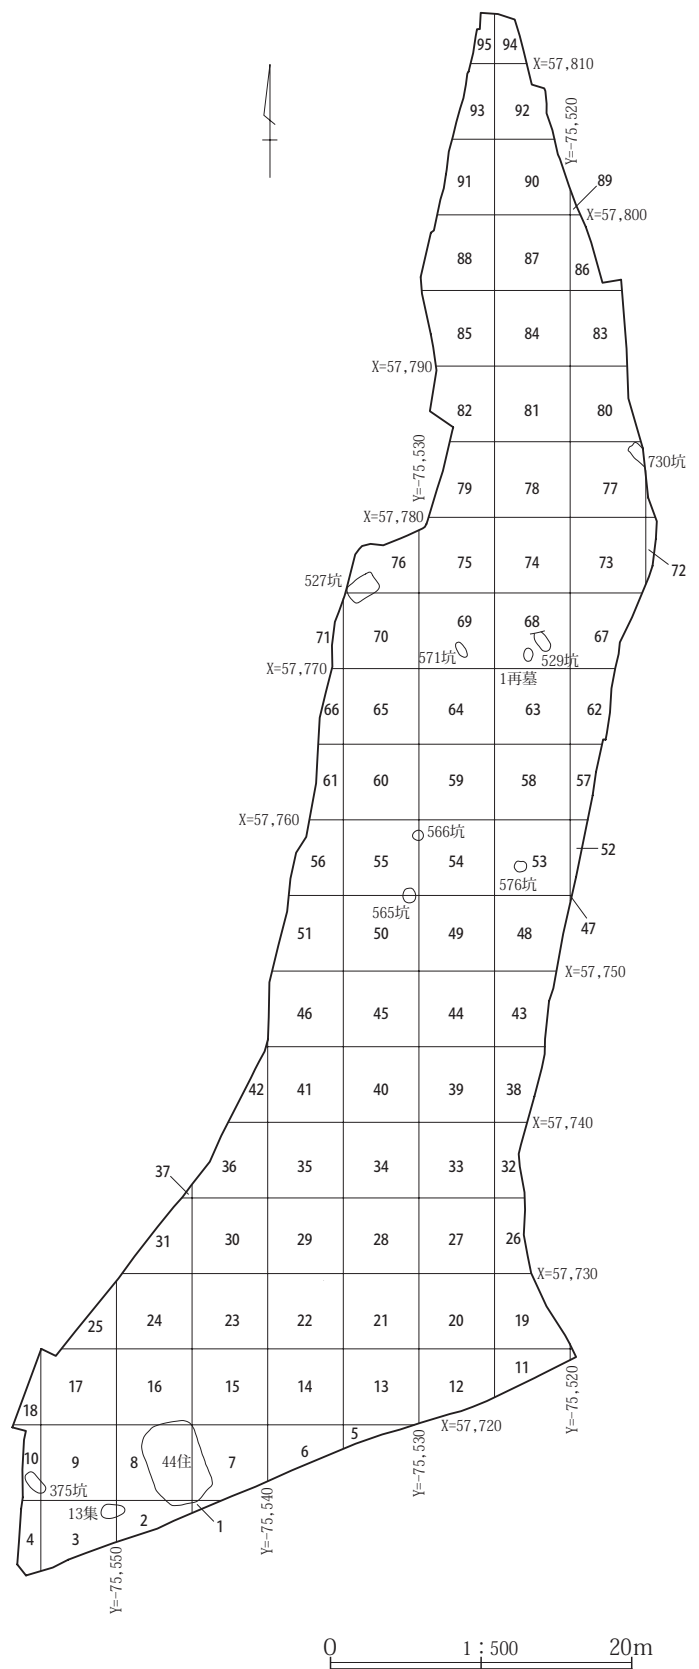 95 94
X=57,810
93 92
Y=-75,520
91 90 89
X=57,800
88 87 86
85 84 83
X=57,790
82 81 80
Y=-75,530
730坑
79 78 77
X=57,780
76 75 74 73 72
527坑
71 70 69 68 67
571坑 529坑
X=57,770
1再墓
66 65 64 63 62
61 60 59 58 57
X=57,760
566坑
56 55 54 53 52
576坑
565坑
47
51 50 49 48
X=57,750
46 45 44 43
42 41 40 39 38
X=57,740
37 36 35 34 33 32
31 30 29 28 27 26
X=57,730
25 24 23 22 21 20 19
18 17 16 15 14 13 12 11
X=57,720
Y=-75,520
5
10 9 8 44住 7 6
Y=-75,530
375坑
13集
Y=-75,540
4 3 2 1
Y=-75,550
0 1：500 20m